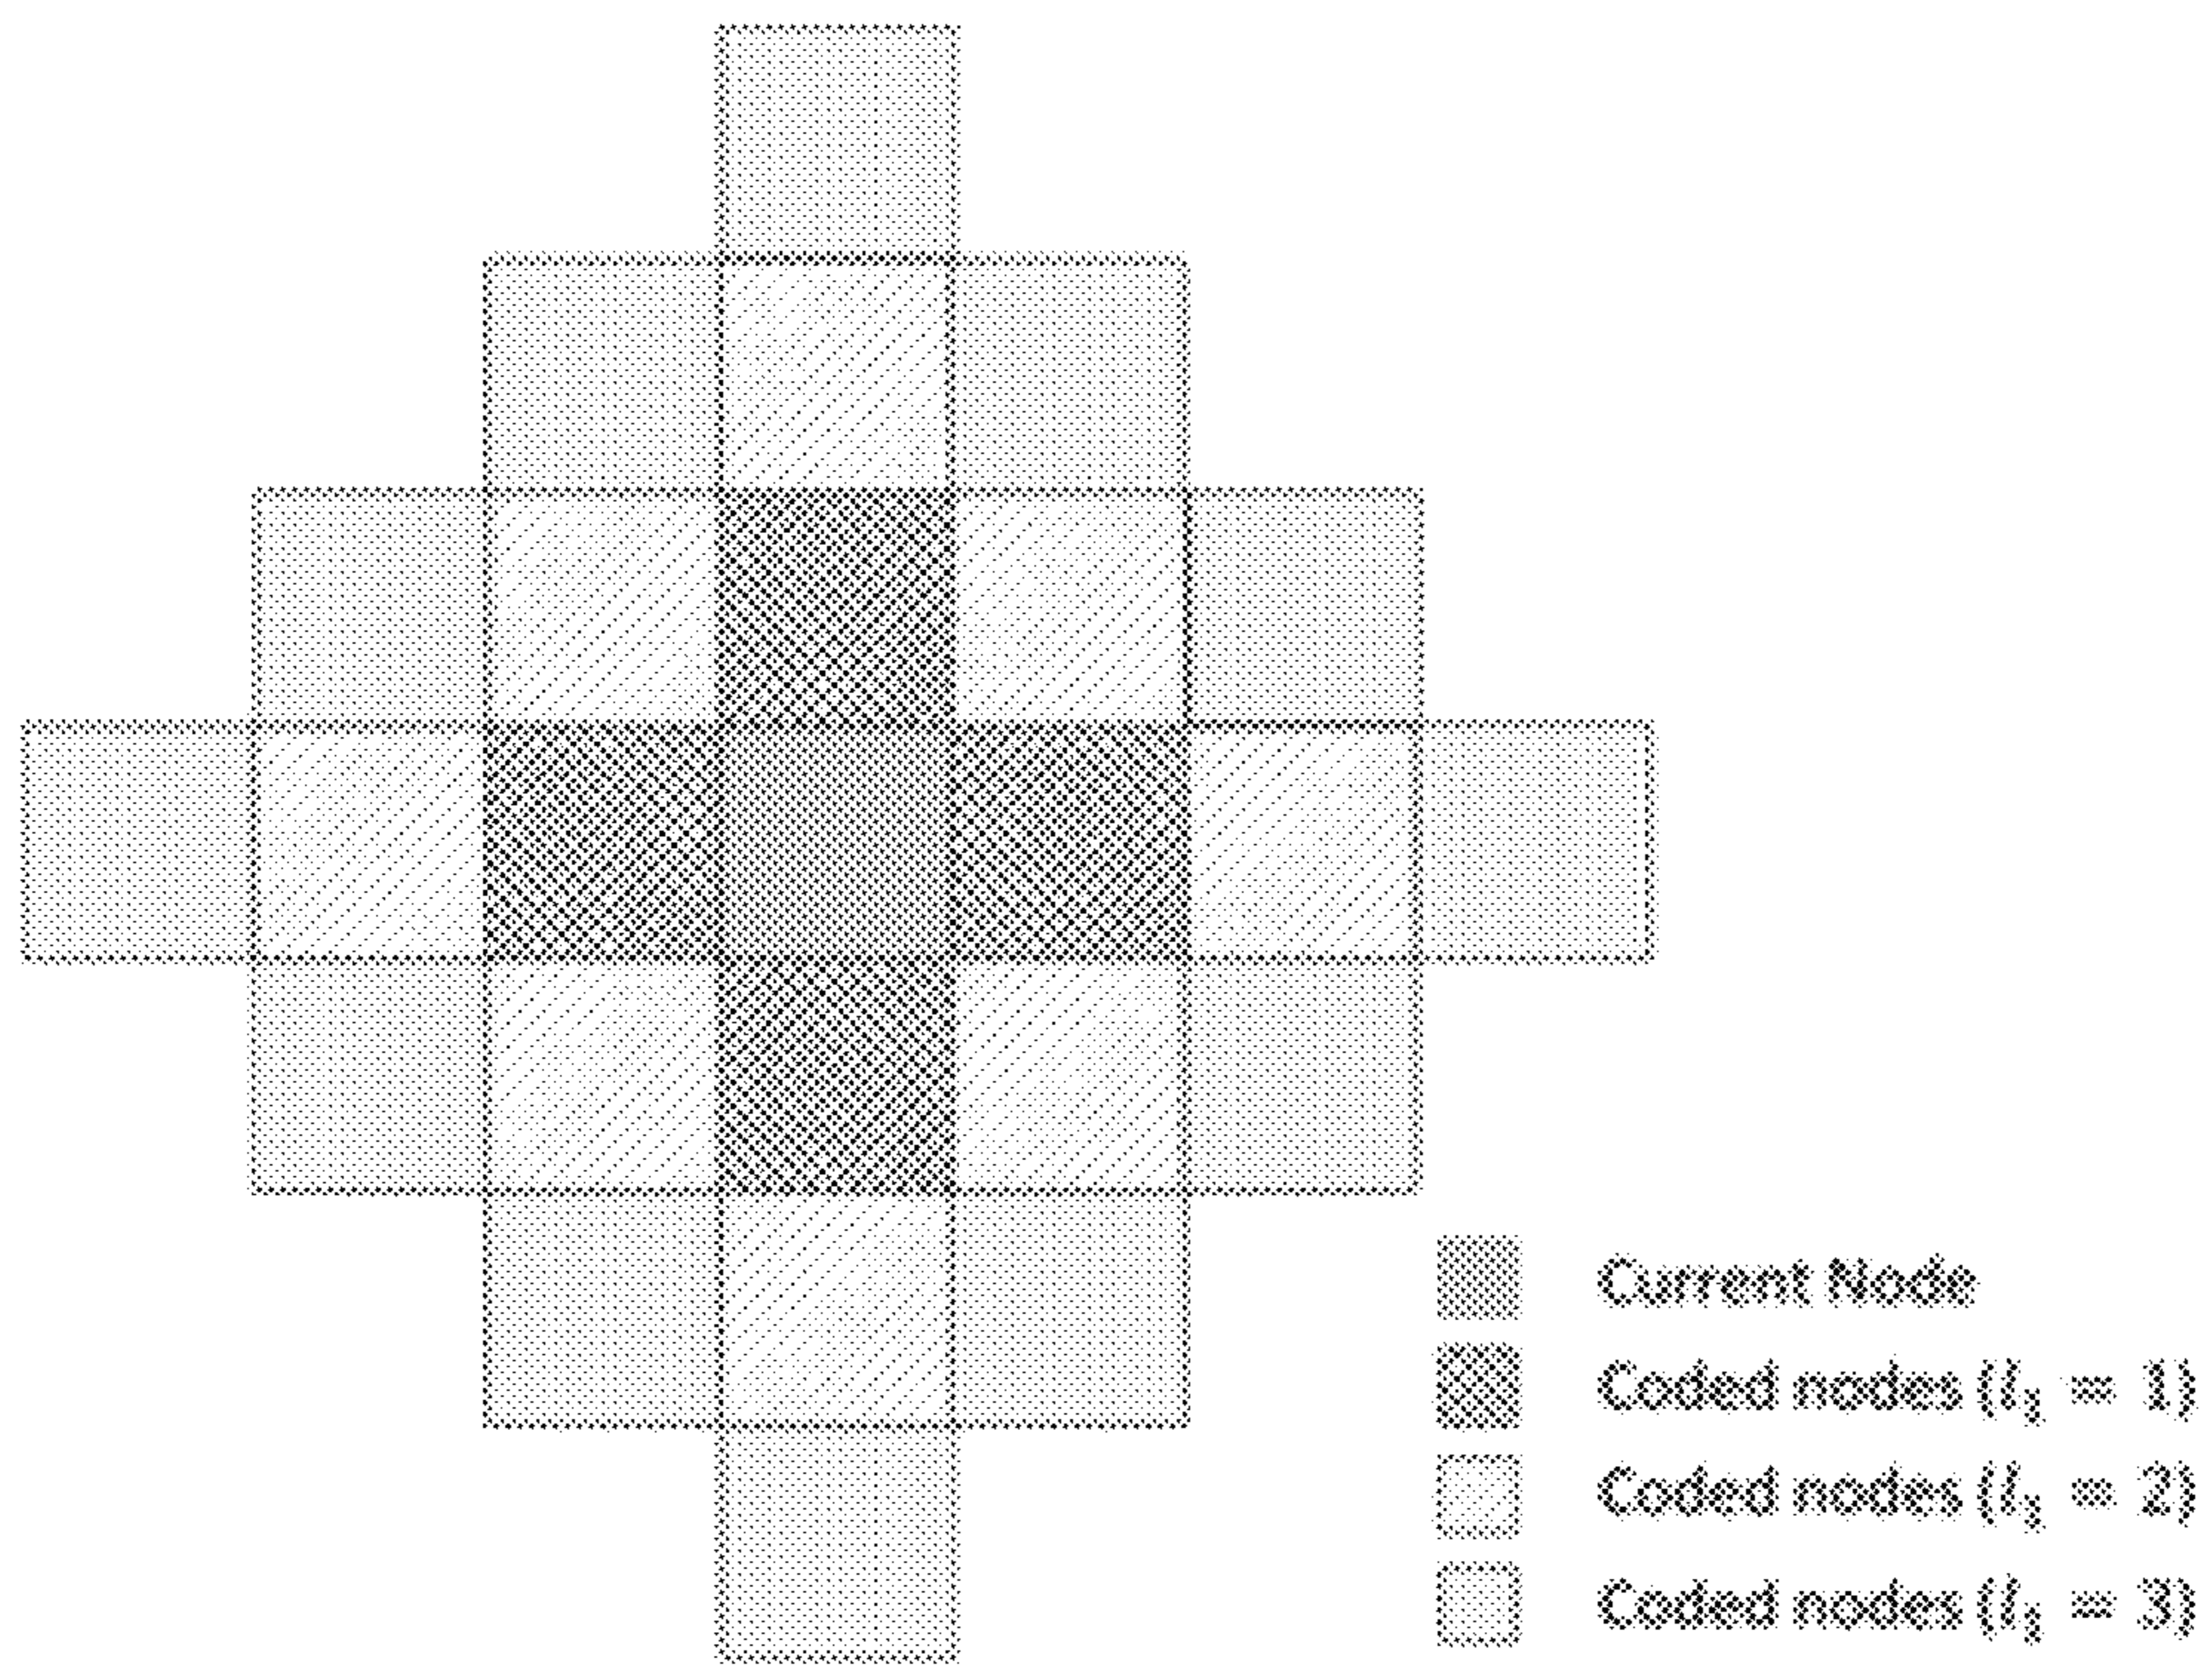 Current Node
Coded nodes (l₁ = 1)
Coded nodes (l₁ = 2)
Coded nodes (l₁ = 3)